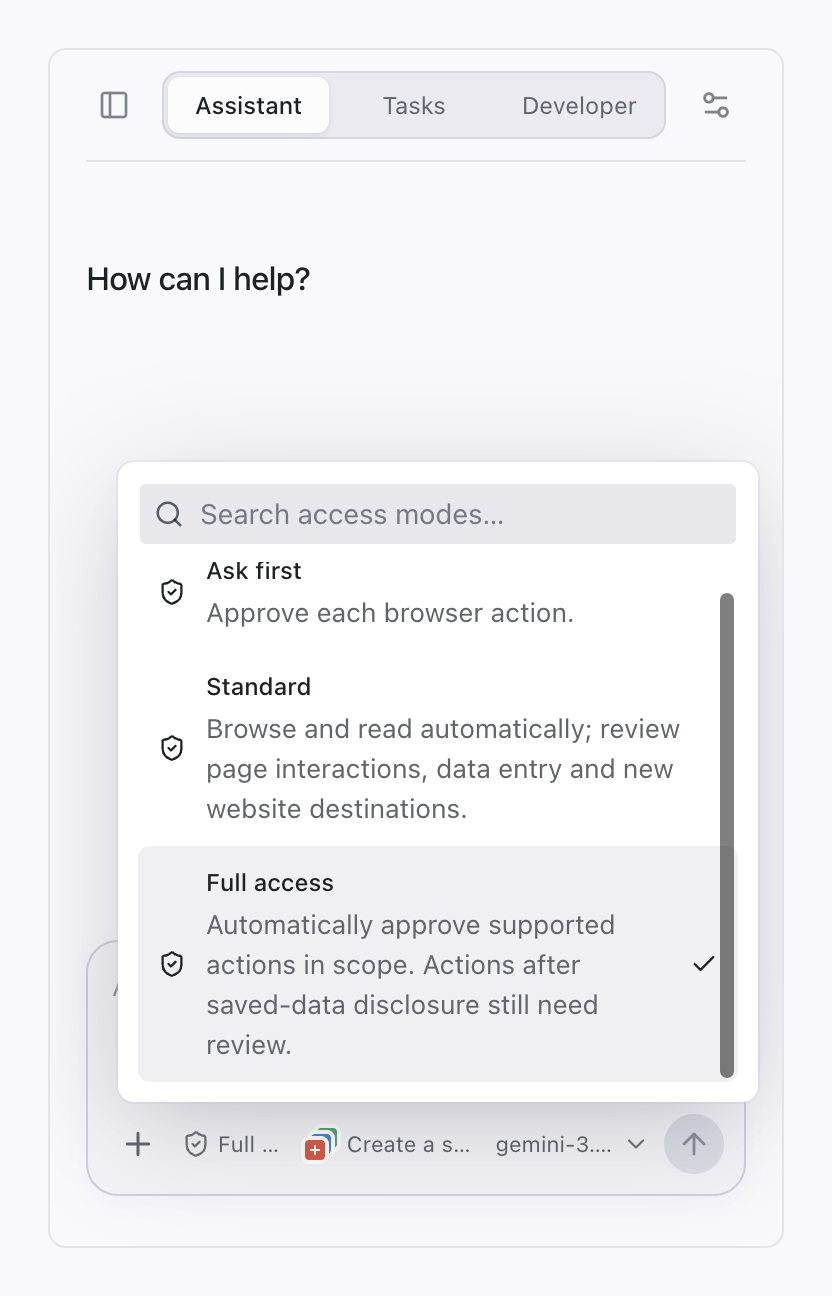 Assistant
Tasks
Developer
How can I help?
Search access modes...
Ask first
Approve each browser action.
Standard
Browse and read automatically; review
page interactions, data entry and new
website destinations.
Full access
Automatically approve supported
actions in scope. Actions after
saved-data disclosure still need
review.
Full ...
Create a s...
gemini-3....